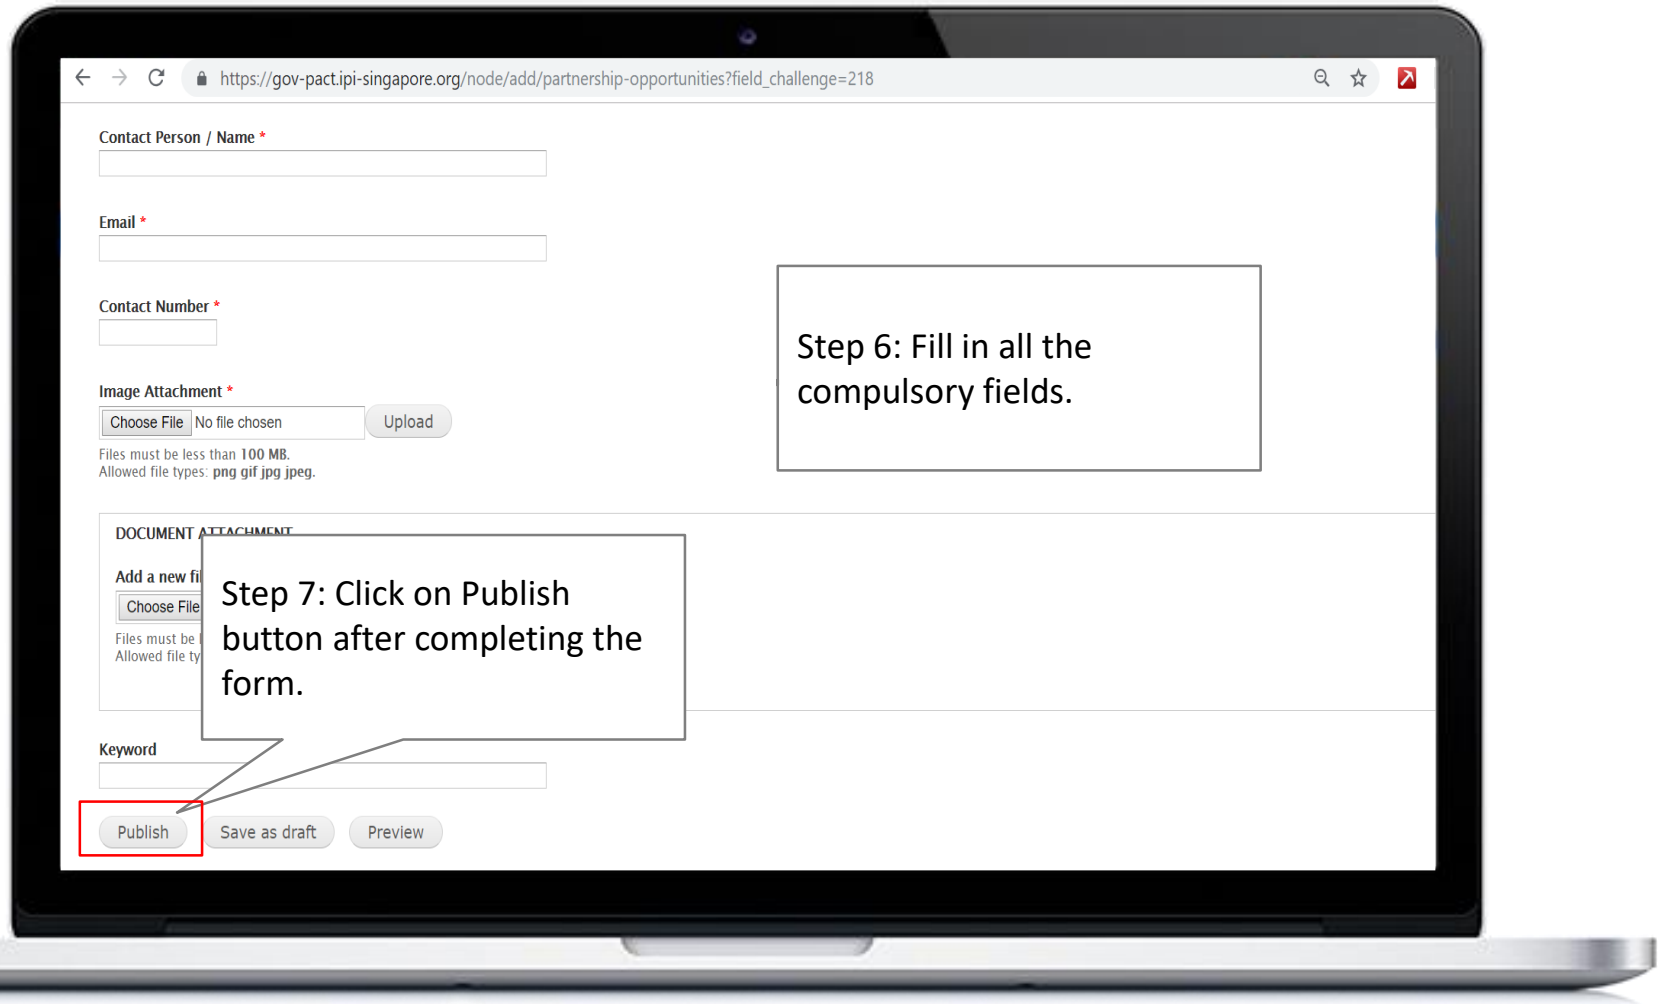 https://gov-pact.ipi-singapore.org/node/add/partnership-opportunities?field_challenge=218
Contact Person / Name *
Email *
Contact Number *
Step 6: Fill in all the
compulsory fields.
Image Attachment *
Choose File No file chosen Upload
Files must be less than 100 MB.
Allowed file types: png gif jpg jpeg.
DOCUMENT ATTACHMENT
Add a new fi
Choose File
Files must be
Allowed file ty
Step 7: Click on Publish
button after completing the
form.
Keyword
Publish Save as draft Preview